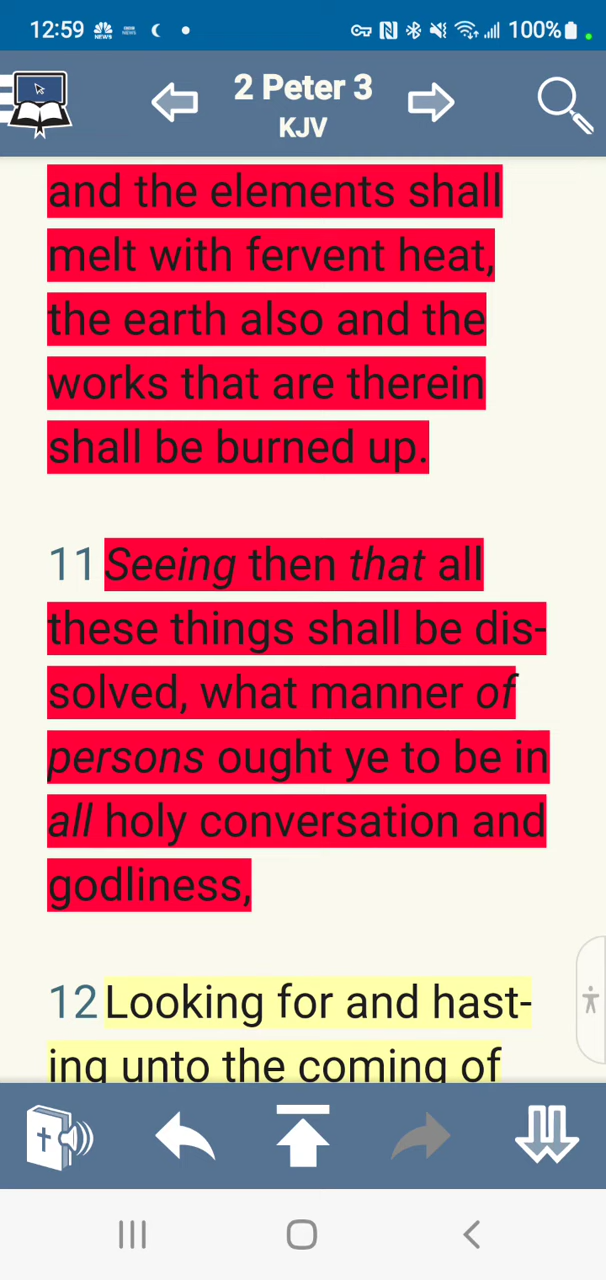 12:59 100%
2 Peter 3
KJV
and the elements shall
melt with fervent heat,
the earth also and the
works that are therein
shall be burned up.
11 Seeing then that all
these things shall be dis-
solved, what manner of
persons ought ye to be in
all holy conversation and
godliness,
12 Looking for and hast-
ing unto the coming of